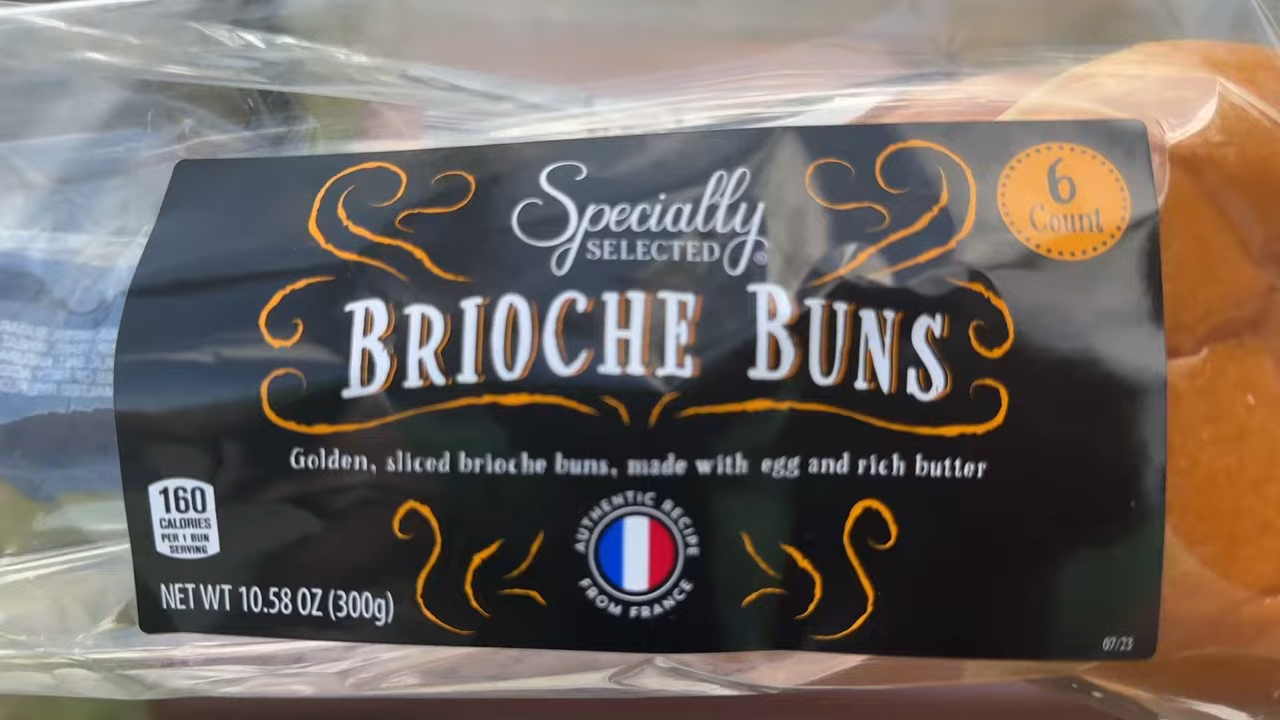 Specially
SELECTED®
6
Count
BRIOCHE BUNS
Golden, sliced brioche buns, made with egg and rich butter
160
CALORIES
PER 1 BUN
SERVING
AUTHENTIC RECIPE
FROM FRANCE
NET WT 10.58 OZ (300g)
07/23